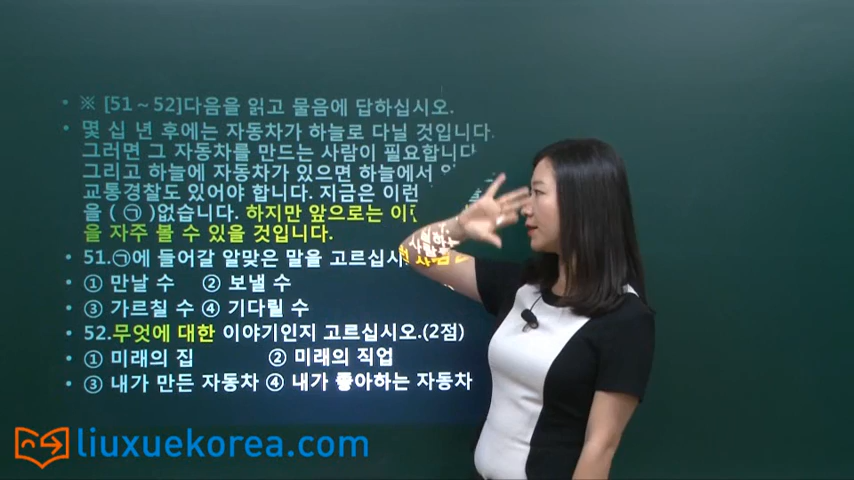 • ※ [51～52]다음을 읽고 물음에 답하십시오.
• 몇 십 년 후에는 자동차가 하늘로 다닐 것입니다.
그러면 그 자동차를 만드는 사람이 필요합니다
그리고 하늘에 자동차가 있으면 하늘에서
교통경찰도 있어야 합니다. 지금은 이런
을 ( ㉠ )없습니다. 하지만 앞으로는
을 자주 볼 수 있을 것입니다.
• 51.㉠에 들어갈 알맞은 말을 고르십시
• ① 만날 수 ② 보낼 수
• ③ 가르칠 수 ④ 기다릴 수
• 52.무엇에 대한 이야기인지 고르십시오.(2점)
• ① 미래의 집 ② 미래의 직업
• ③ 내가 만든 자동차 ④ 내가 좋아하는 자동차
liuxuekorea.com